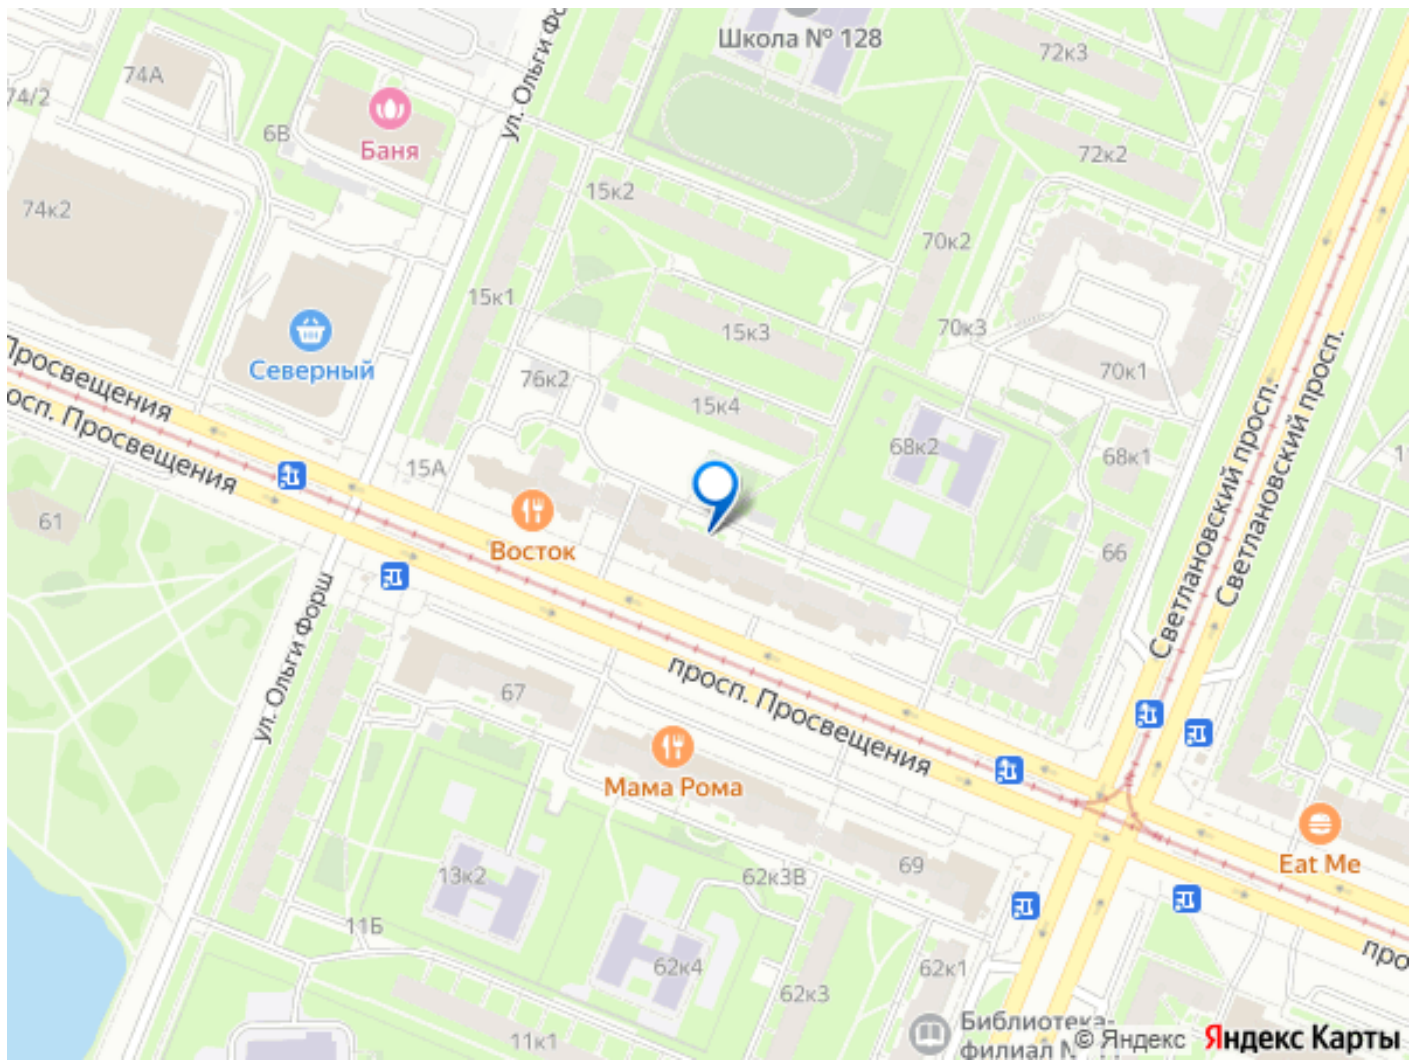 Школа № 128
72к3
74А
74/2
ул. Ольги Фо
6В
Баня
72к2
15к2
74к2
70к2
15к1
15к3
70к3
Северный
76к2
15к4
70к1
Просвещения
осп. Просвещения
68к2
68к1
15А
Светлановский просп.
Светлановский просп.
61
Восток
66
ул. Ольги Форш
67
просп. Просвещения
Мама Рома
Eat Me
69
13к2
62к3В
11Б
62к4
62к1
62к3
про
11к1
Библиотека-
филиал №
© Яндекс Яндекс Карты